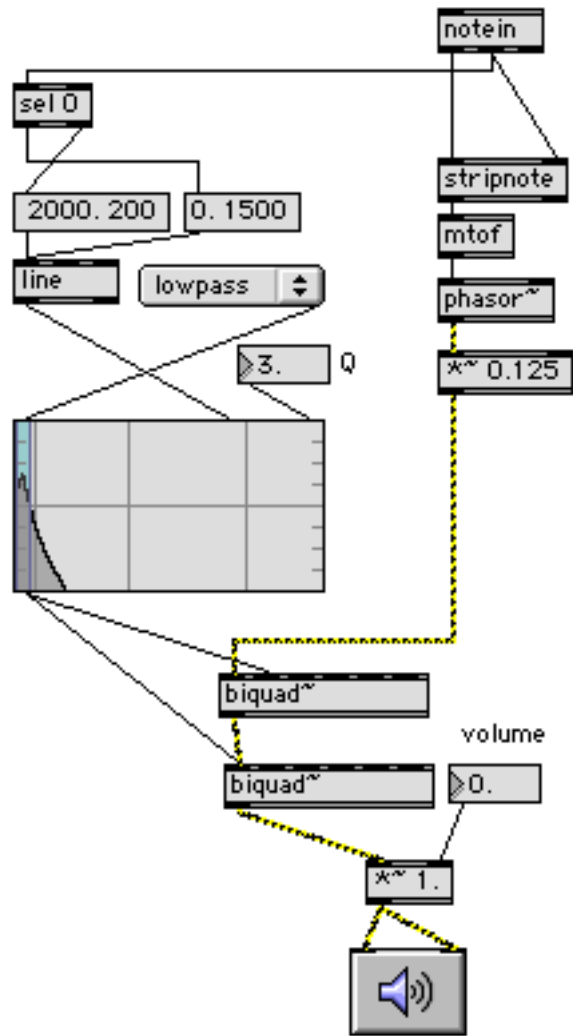 notein
sel 0
stripnote
2000. 200
0. 1500
mtof
line
lowpass
phasor~
3.
Q
*~ 0.125
biquad~
volume
biquad~
0.
*~ 1.